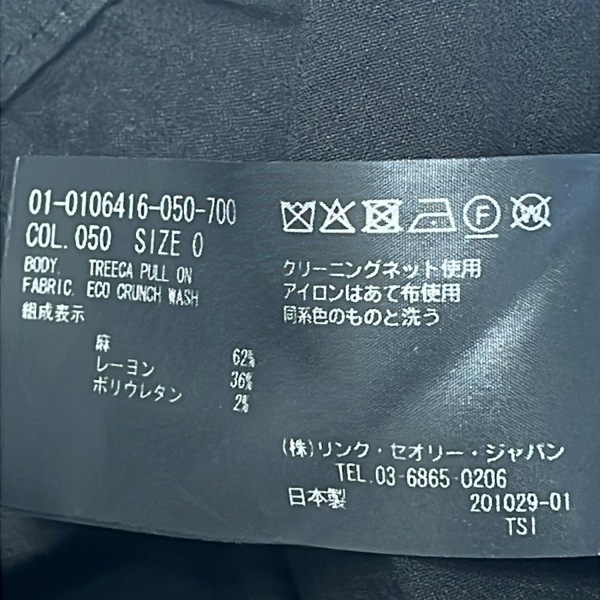 01-0106416-050-700
COL. 050 SIZE 0
BODY. TREECA PULL ON
FABRIC. ECO CRUNCH WASH
組成表示
麻 62%
レーヨン 36%
ポリウレタン 2%
F
W
クリーニングネット使用
アイロンはあて布使用
同系色のものと洗う
(株)リンク・セオリー・ジャパン
TEL.03-6865-0206
日本製 201029-01
TSI